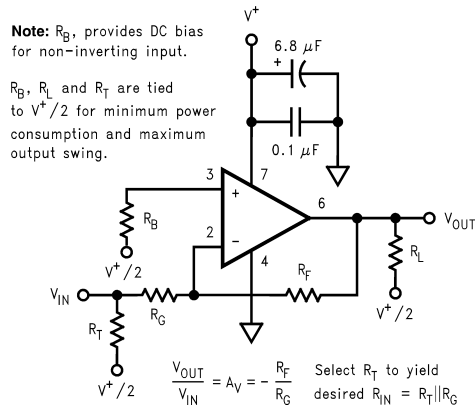 V⁺
Note: R_B, provides DC bias
for non-inverting input.
6.8 µF
+
R_B, R_L and R_T are tied
to V⁺/2 for minimum power
consumption and maximum
output swing.
0.1 µF
3
7
+
6
R_B
V_OUT
2
−
4
R_L
V⁺/2
R_F
V_IN
R_G
V⁺/2
R_T
V⁺/2
V_OUT/V_IN = A_V = − R_F/R_G
Select R_T to yield
desired R_IN = R_T||R_G